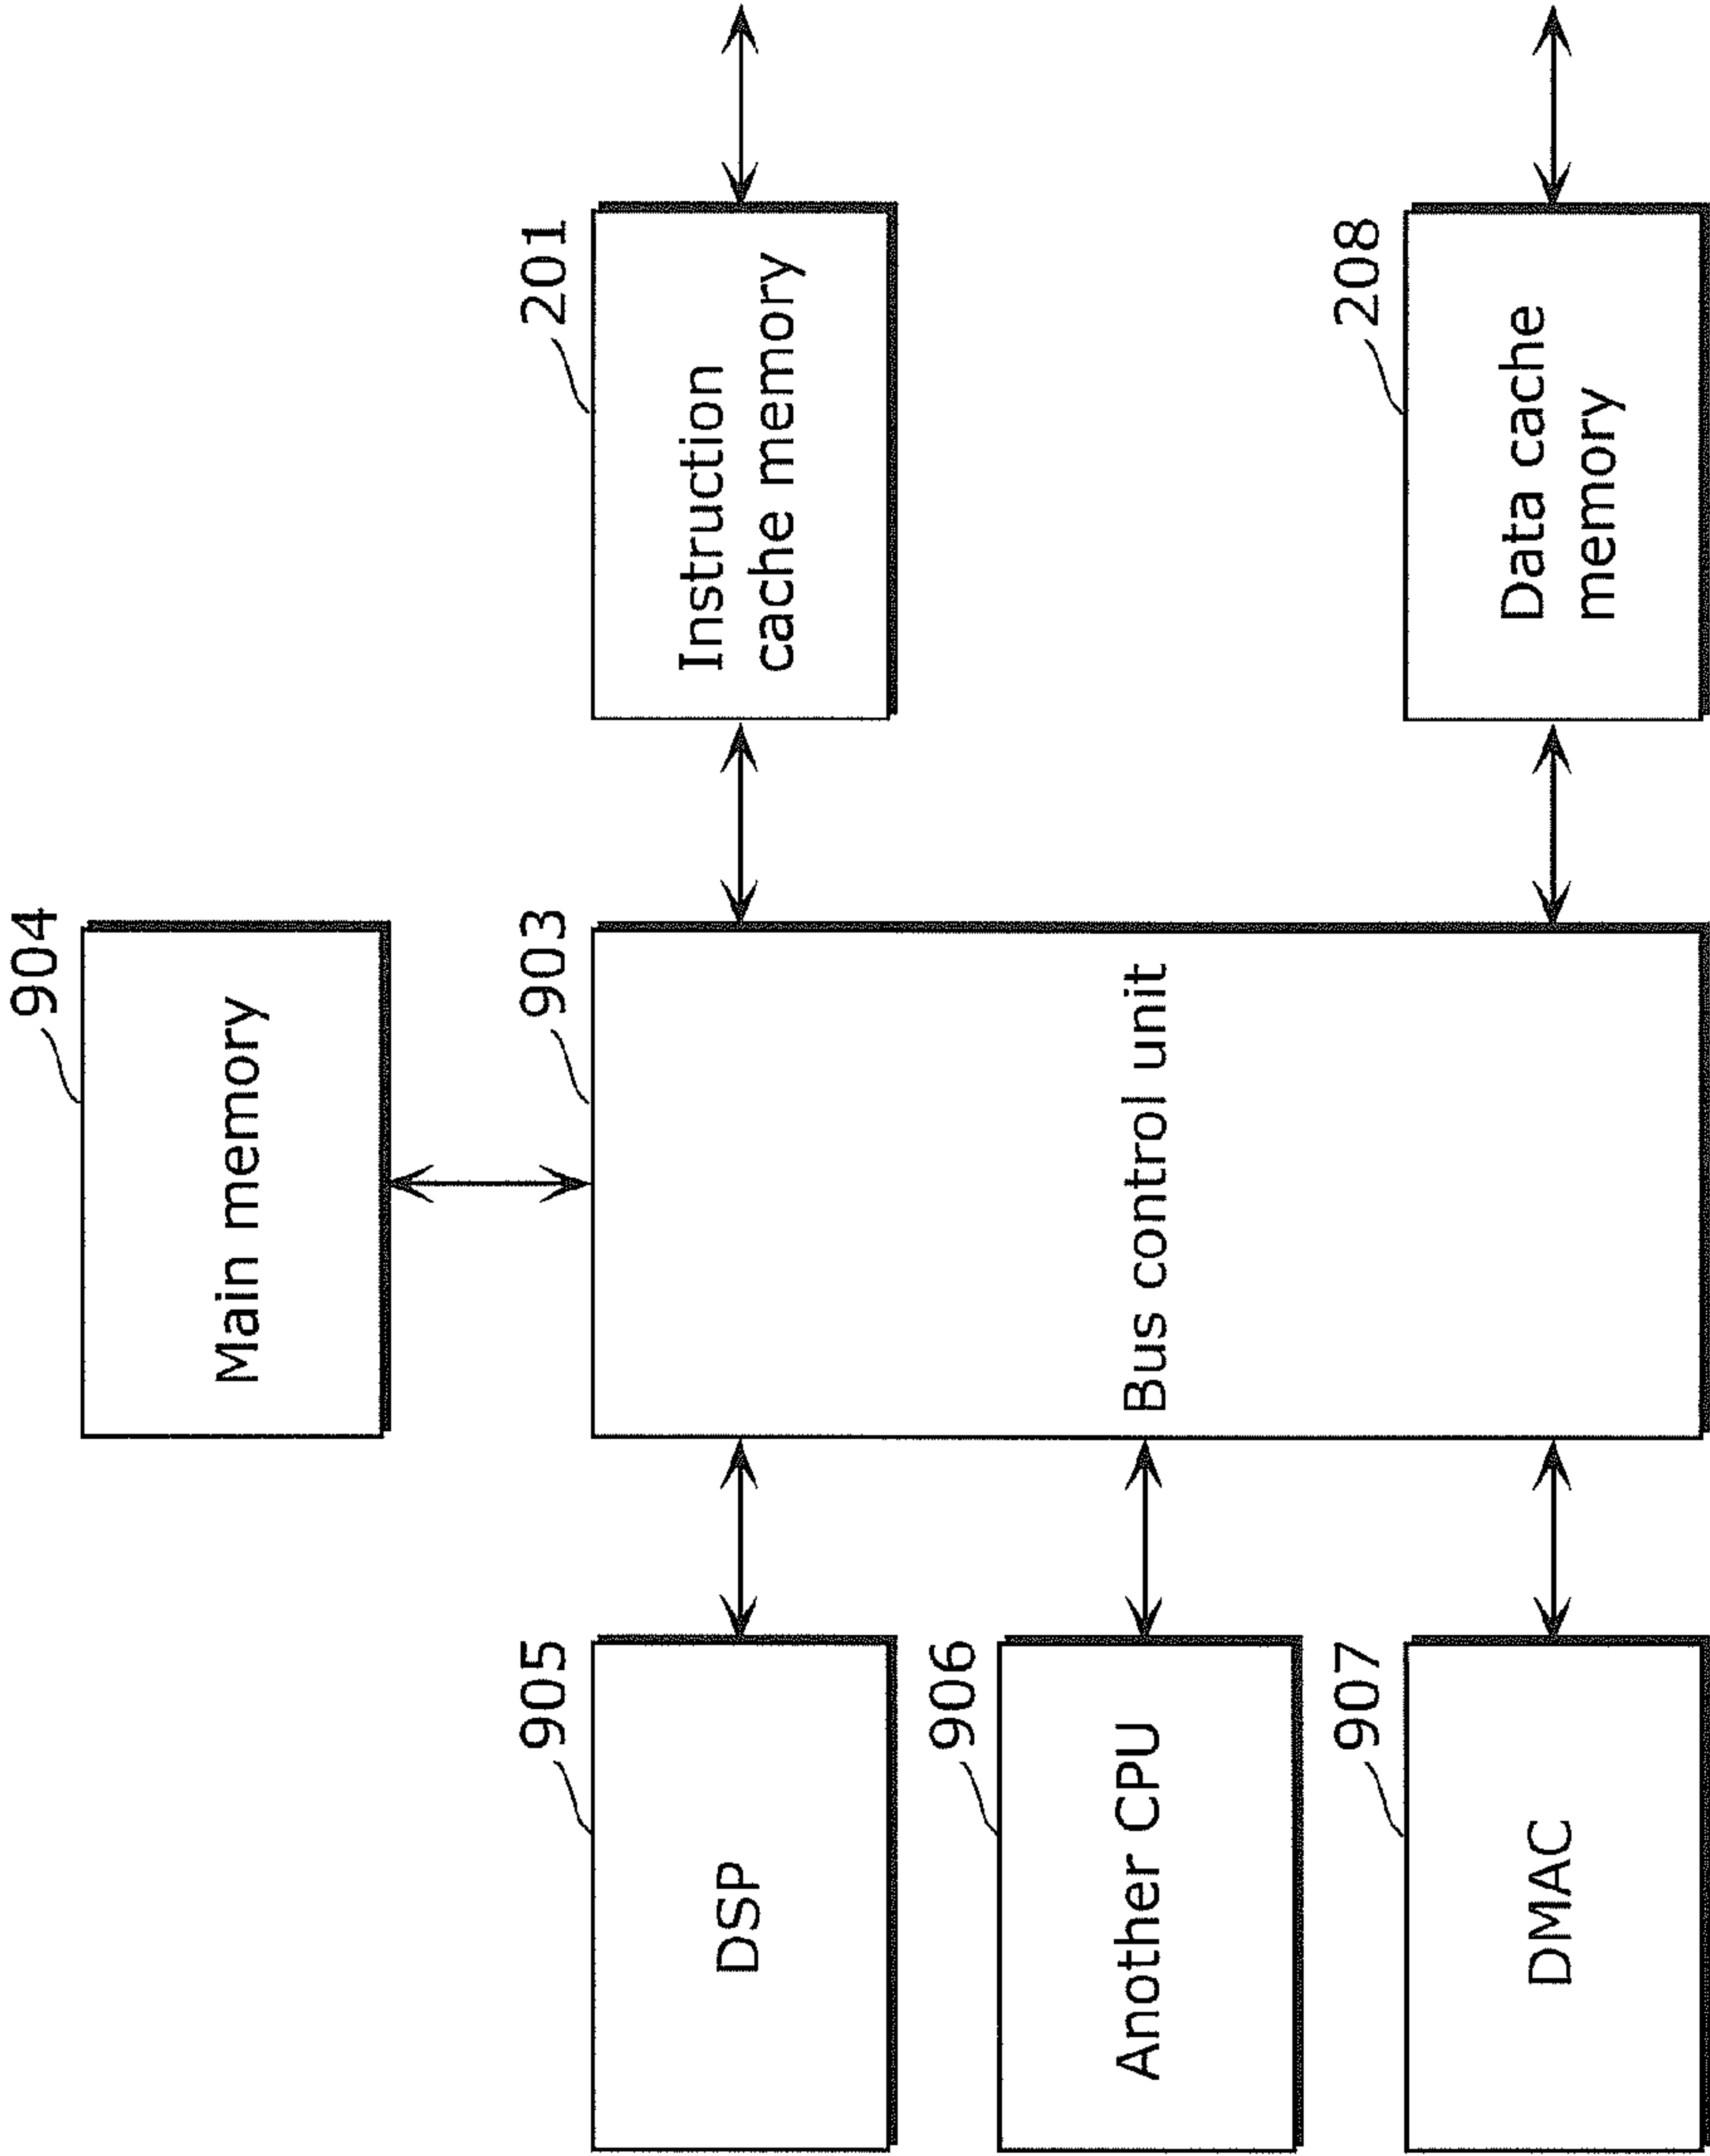 904
Main memory
905
DSP
903
Bus control unit
201
Instruction
cache memory
906
Another CPU
907
DMAC
208
Data cache
memory